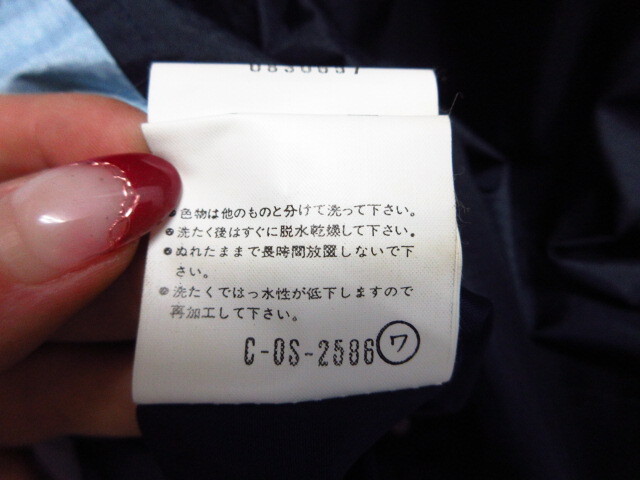 ●色物は他のものと分けて洗って下さい。
●洗たく後はすぐに脱水乾燥して下さい。
●ぬれたままで長時間放置しないで下
さい。
●洗たくではっ水性が低下しますので
再加工して下さい。
C-OS-2586 ワ